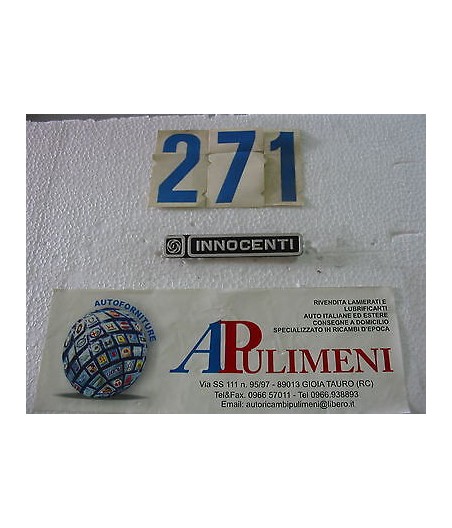 271
INNOCENTI
AUTOFORNITURE
RIVENDITA LAMIERATI E
LUBRIFICANTI
AUTO ITALIANE ED ESTERE
CONSEGNE A DOMICILIO
SPECIALIZZATO IN RICAMBI D'EPOCA
APULIMENI
Via SS 111 n. 95/97 - 89013 GIOIA TAURO (RC)
Tel&Fax. 0966 57011 - Tel 0966.938893
Email: autoricambipulimeni@libero.it